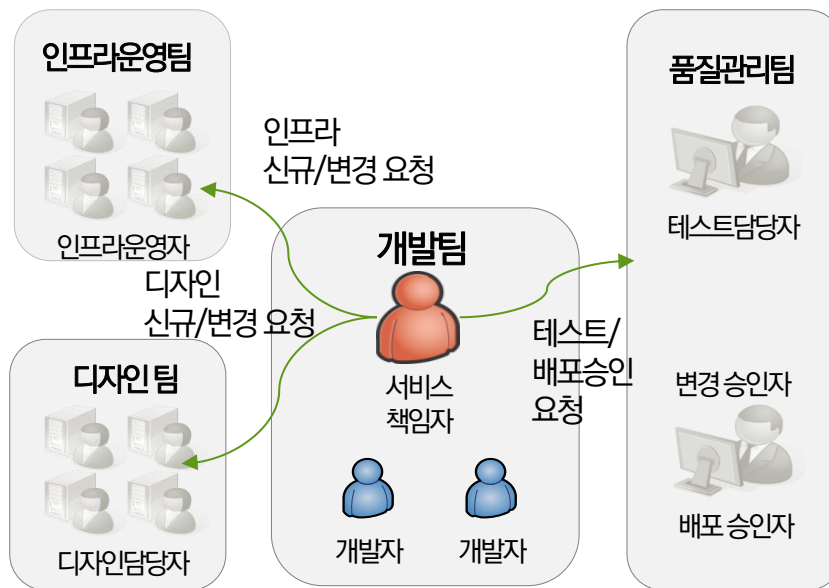 인프라운영팀
인프라운영자
인프라
신규/변경 요청
디자인
신규/변경 요청
디자인 팀
디자인담당자
개발팀
서비스
책임자
개발자
개발자
테스트/
배포승인
요청
품질관리팀
테스트담당자
변경 승인자
배포 승인자